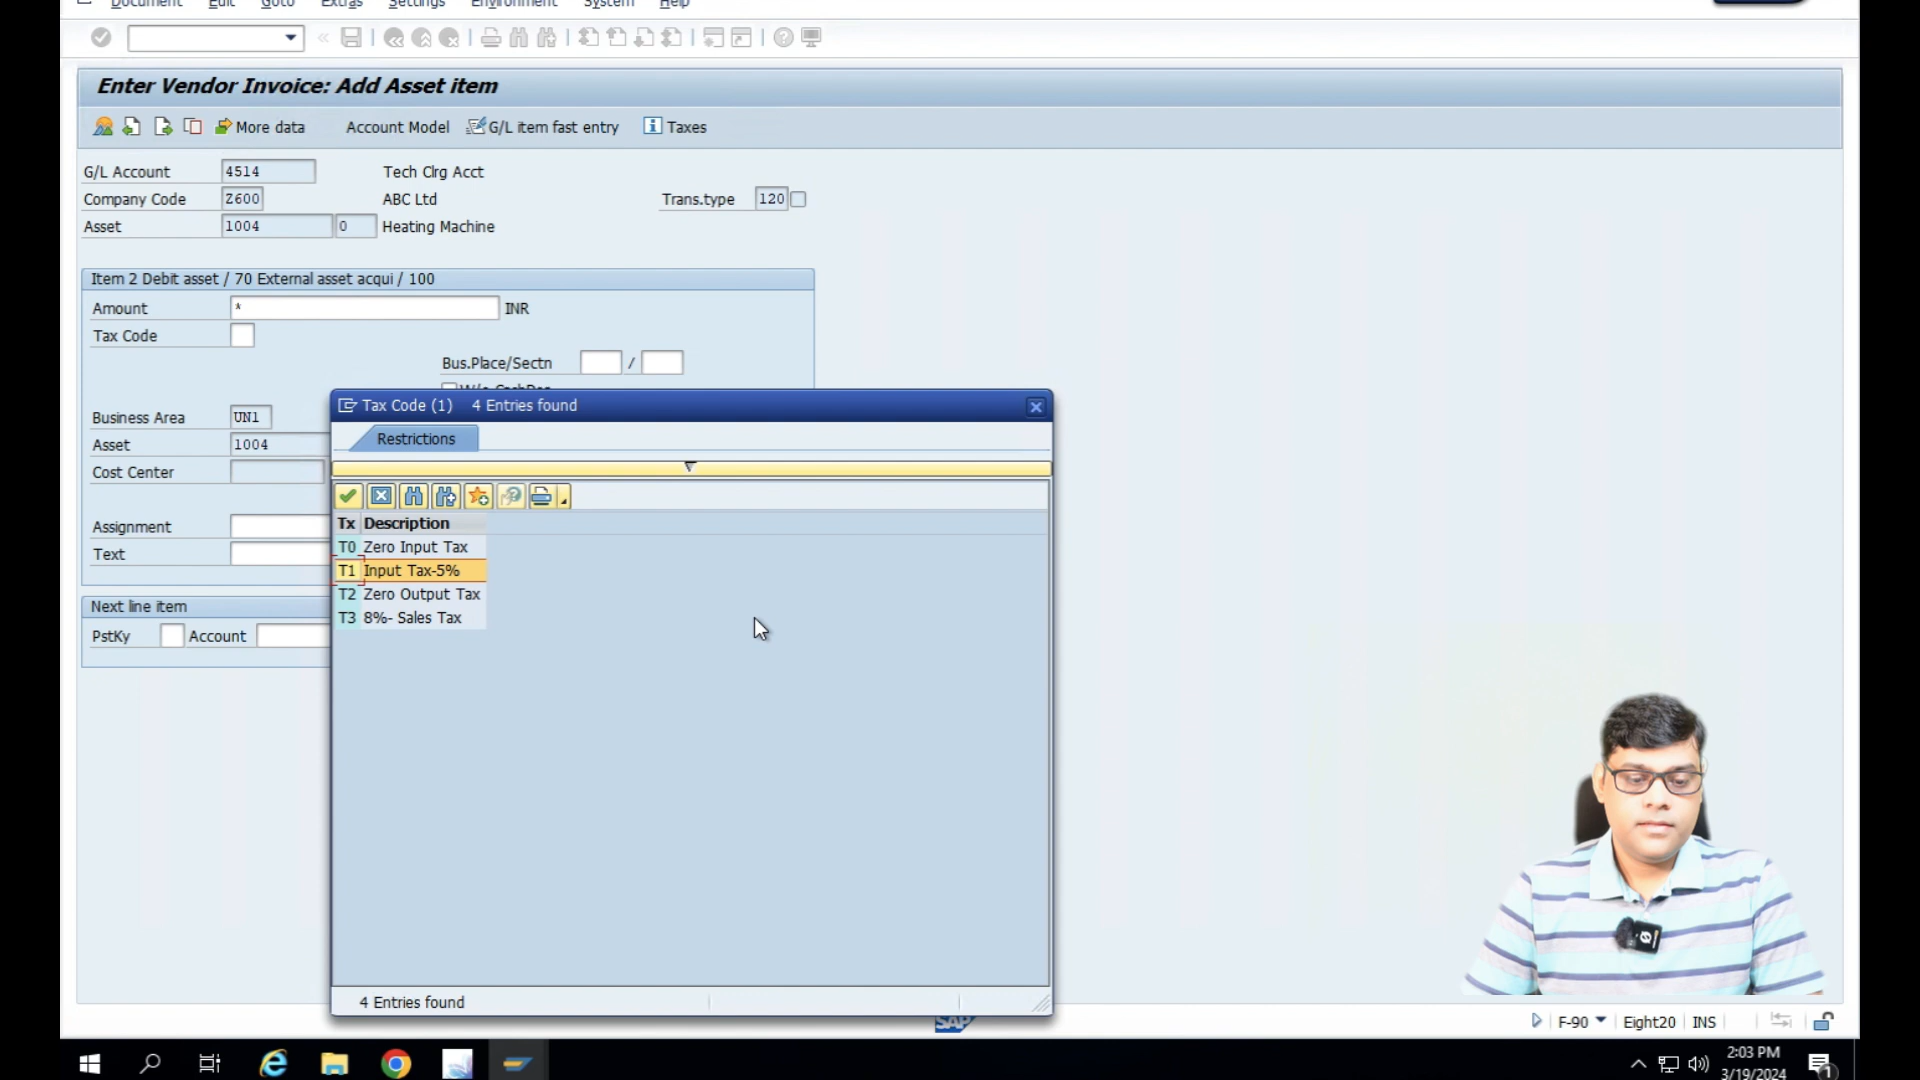 Document Edit Goto Extras Settings Environment System Help
Enter Vendor Invoice: Add Asset item
More data Account Model G/L item fast entry Taxes
G/L Account 4514 Tech Clrg Acct
Company Code Z600 ABC Ltd Trans.type 120
Asset 1004 0 Heating Machine
Item 2 Debit asset / 70 External asset acqui / 100
Amount * INR
Tax Code
Bus.Place/Sectn /
Business Area UN1
Asset 1004
Cost Center
Assignment
Text
Next line item
PstKy Account
Tax Code (1) 4 Entries found
Restrictions
Tx Description
T0 Zero Input Tax
T1 Input Tax-5%
T2 Zero Output Tax
T3 8%- Sales Tax
4 Entries found
SAP
F-90 Eight20 INS
2:03 PM
3/19/2024
1